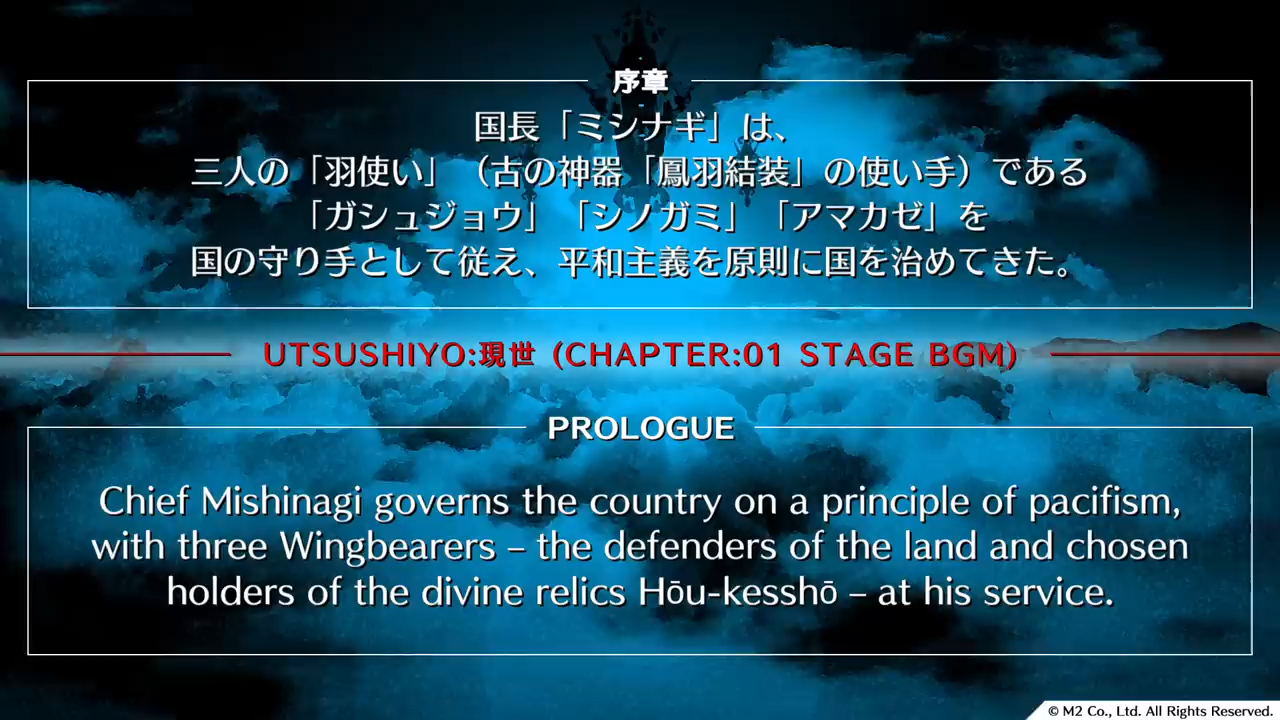 序章
国長「ミシナギ」は、
三人の「羽使い」（古の神器「鳳羽結装」の使い手）である
「ガシュジョウ」「シノガミ」「アマカゼ」を
国の守り手として従え、平和主義を原則に国を治めてきた。
UTSUSHIYO:現世 (CHAPTER:01 STAGE BGM)
PROLOGUE
Chief Mishinagi governs the country on a principle of pacifism,
with three Wingbearers – the defenders of the land and chosen
holders of the divine relics Hōu-kesshō – at his service.
© M2 Co., Ltd. All Rights Reserved.